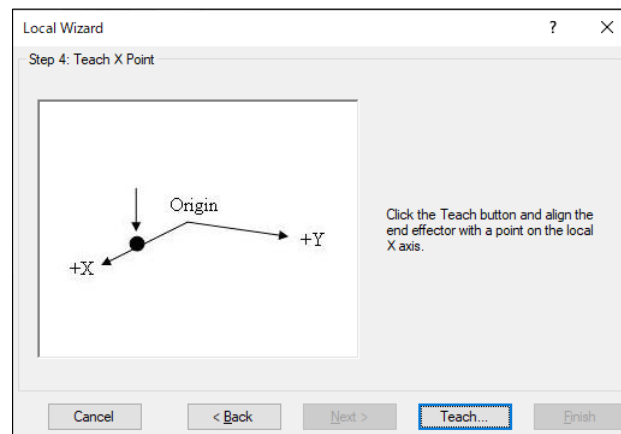 Local Wizard
Step 4: Teach X Point
Origin
+Y
+X
Click the Teach button and align the
end effector with a point on the local
X axis.
Cancel
< Back
Next >
Teach...
Finish